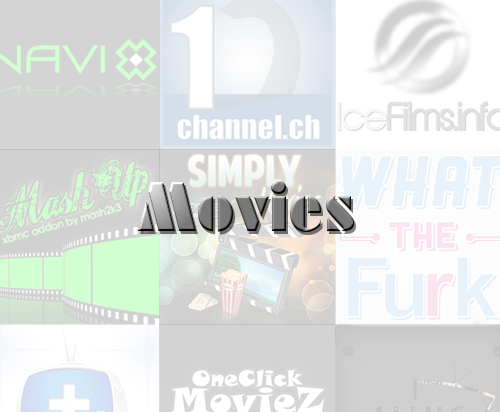 NAVI X
1
channel.ch
IceFilms.info
Mash Up
xbmc addon by mash2k3
SIMPLY
WHAT
THE
Furk
Movies
OneClick
MovieZ